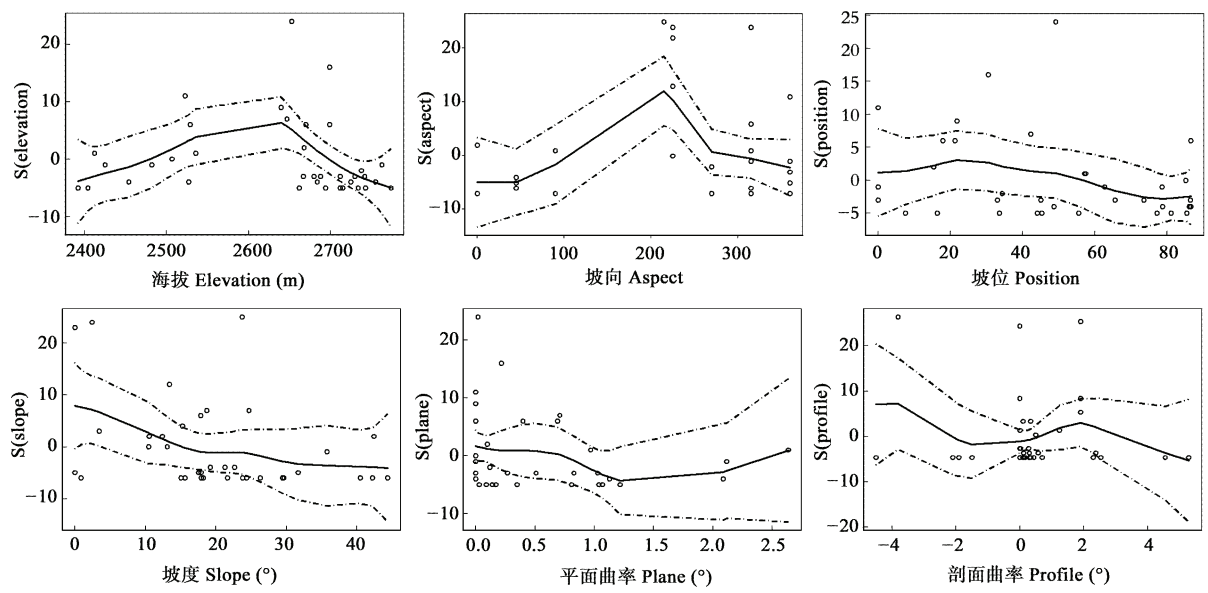 S(elevation)
20
10
0
−10
2400 2500 2600 2700
海拔 Elevation (m)
S(aspect)
20
10
0
−10
0 50 100 150 200 250 300
坡向 Aspect
S(position)
25
20
15
10
5
0
−5
0 20 40 60 80
坡位 Position
S(slope)
20
10
0
−10
0 10 20 30 40
坡度 Slope (°)
S(plane)
20
10
0
−10
0.0 0.5 1.0 1.5 2.0 2.5
平面曲率 Plane (°)
S(profile)
20
10
0
−10
−20
−4 −2 0 2 4
剖面曲率 Profile (°)